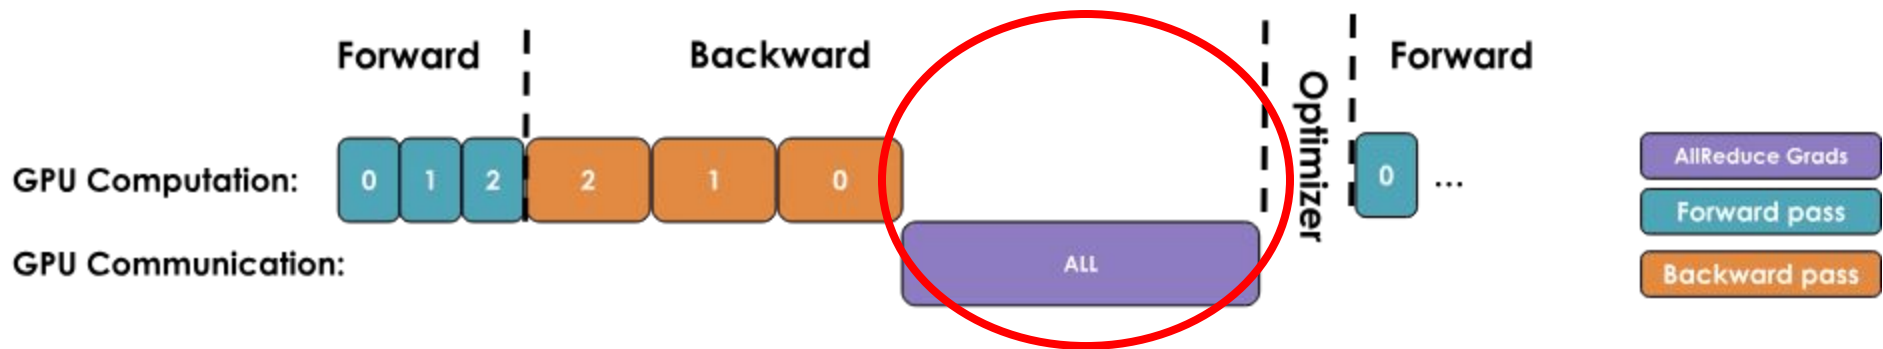 Forward
Backward
Optimizer
Forward
GPU Computation:
0
1
2
2
1
0
0
...
GPU Communication:
ALL
AllReduce Grads
Forward pass
Backward pass